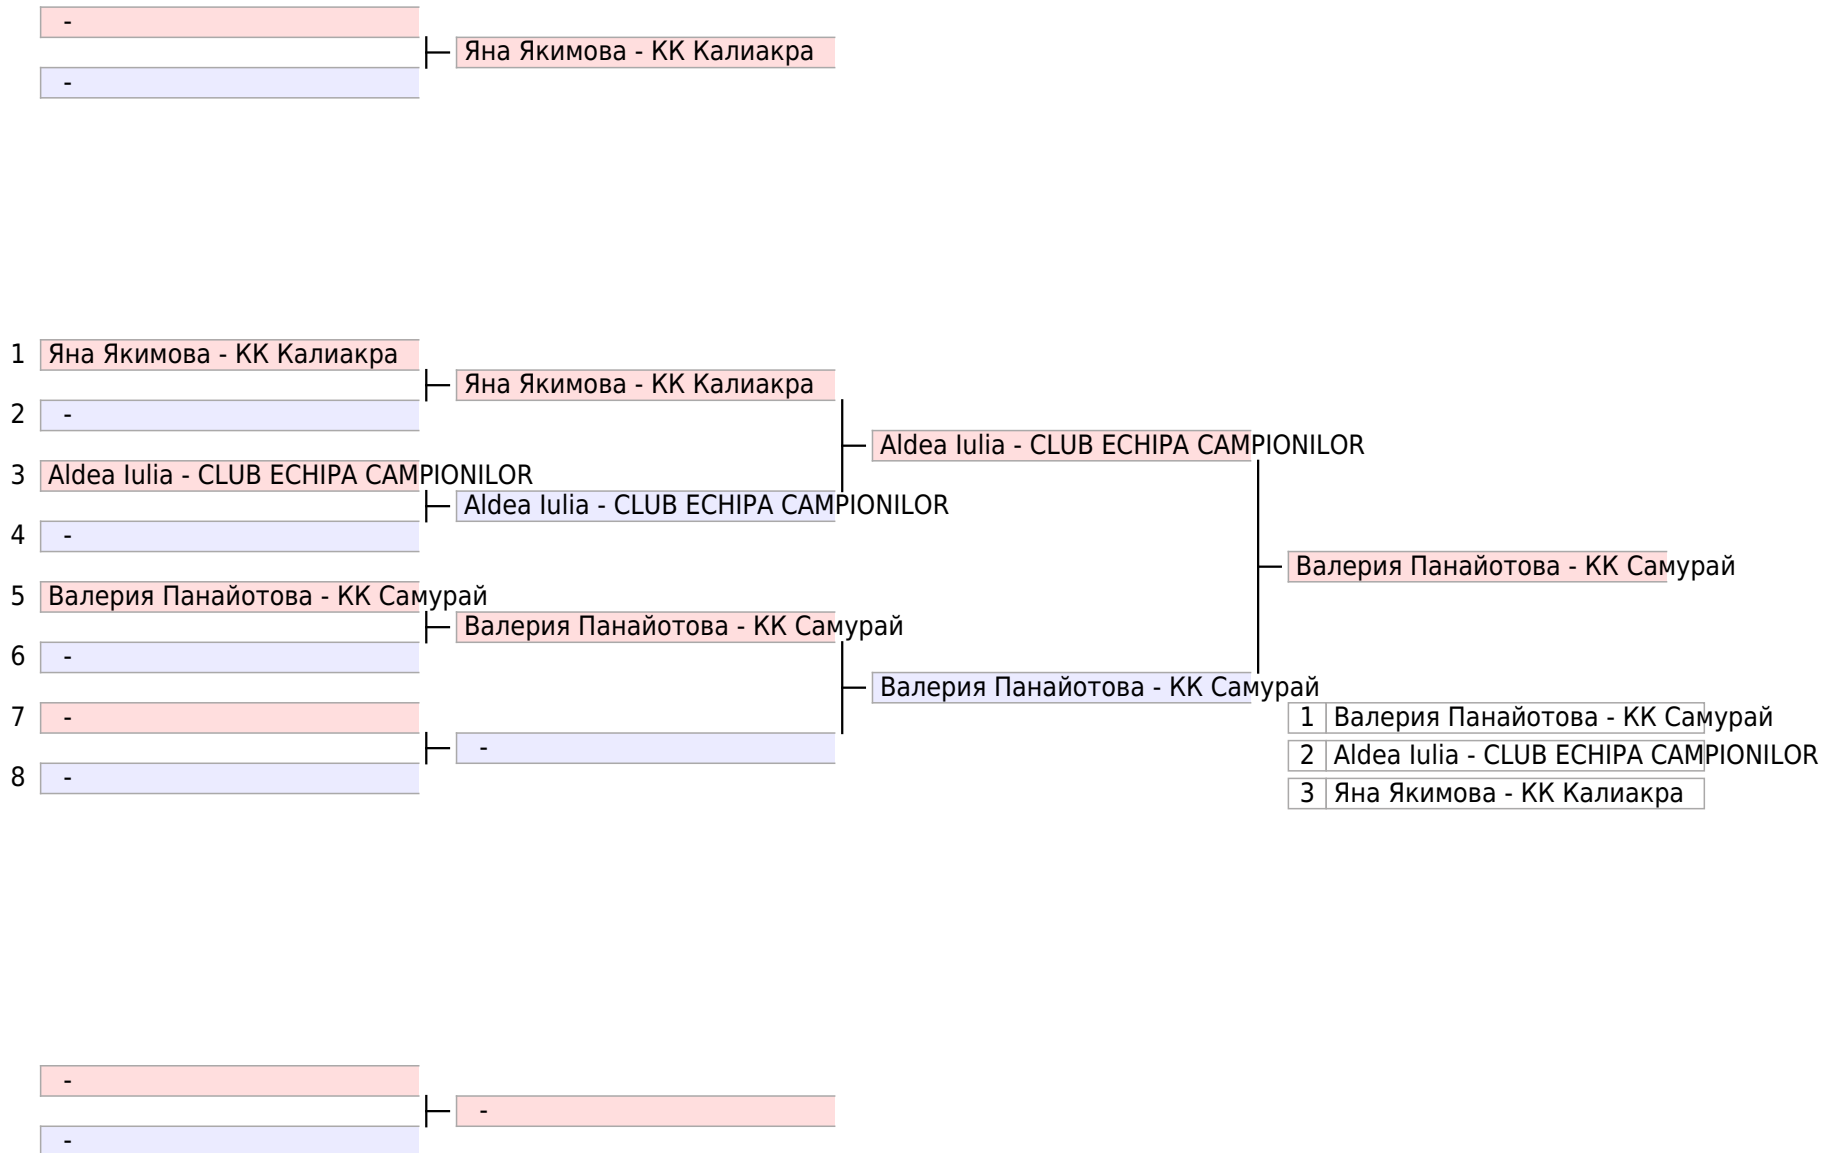 -
Яна Якимова - КК Калиакра
-
1 Яна Якимова - КК Калиакра
Яна Якимова - КК Калиакра
2 -
Aldea Iulia - CLUB ECHIPA CAMPIONILOR
3 Aldea Iulia - CLUB ECHIPA CAMPIONILOR
Aldea Iulia - CLUB ECHIPA CAMPIONILOR
4 -
Валерия Панайотова - КК Самурай
5 Валерия Панайотова - КК Самурай
Валерия Панайотова - КК Самурай
6 -
Валерия Панайотова - КК Самурай
7 -
1 Валерия Панайотова - КК Самурай
-
2 Aldea Iulia - CLUB ECHIPA CAMPIONILOR
8 -
3 Яна Якимова - КК Калиакра
-
-
-